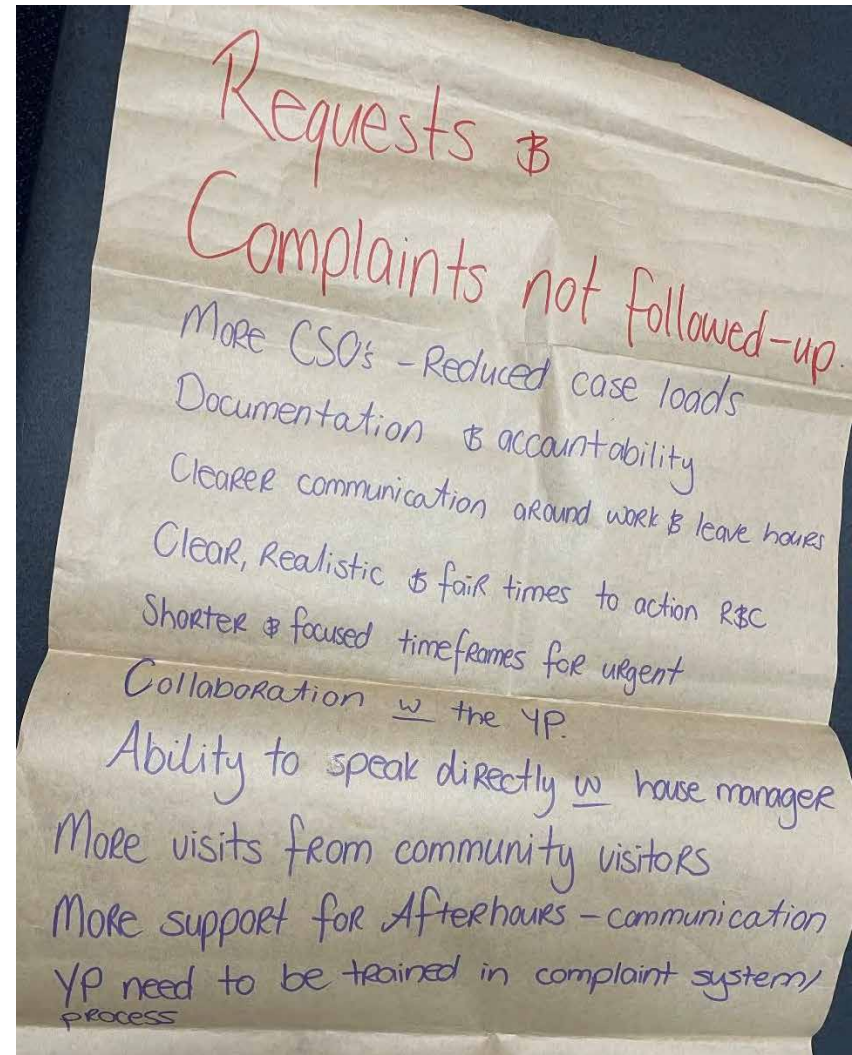 Requests &
Complaints not followed-up.
More CSO's - Reduced case loads
Documentation & accountability
Clearer communication around work & leave hours
Clear, Realistic & fair times to action R&C
Shorter & focused timeframes for urgent
Collaboration w the YP.
Ability to speak directly w house manager
More visits from community visitors
More support for Afterhours - communication
YP need to be trained in complaint system/
process